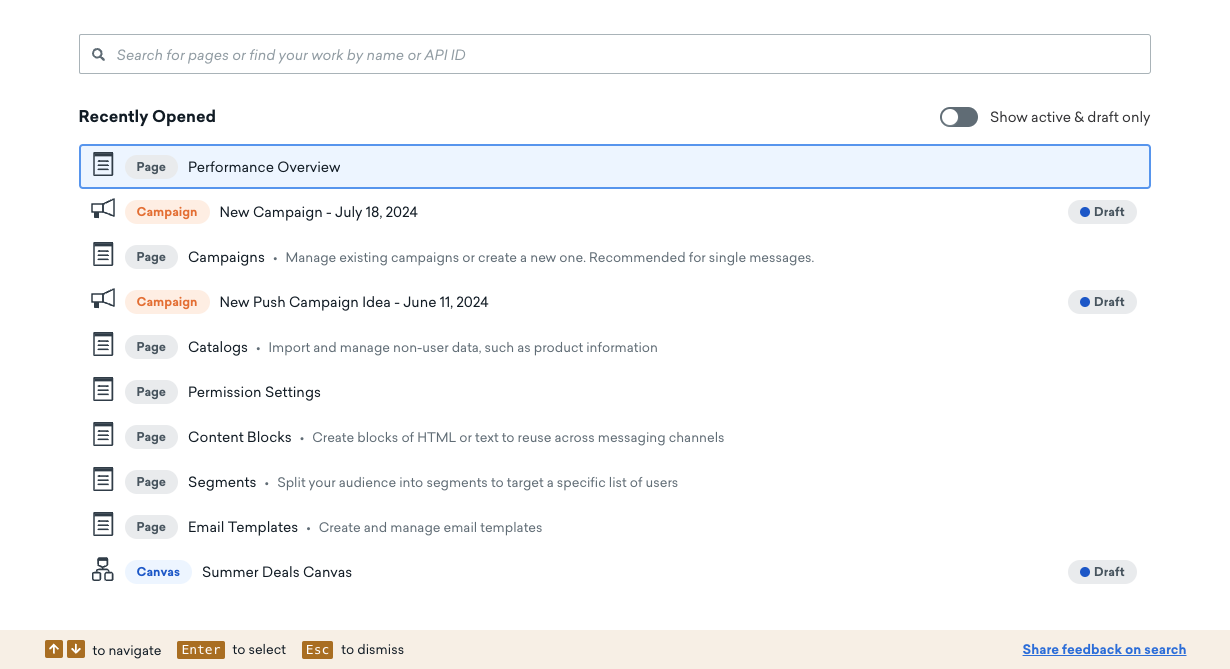 Search for pages or find your work by name or API ID
Recently Opened Show active & draft only
Page Performance Overview
Campaign New Campaign - July 18, 2024 Draft
Page Campaigns • Manage existing campaigns or create a new one. Recommended for single messages.
Campaign New Push Campaign Idea - June 11, 2024 Draft
Page Catalogs • Import and manage non-user data, such as product information
Page Permission Settings
Page Content Blocks • Create blocks of HTML or text to reuse across messaging channels
Page Segments • Split your audience into segments to target a specific list of users
Page Email Templates • Create and manage email templates
Canvas Summer Deals Canvas Draft
↑ ↓ to navigate Enter to select Esc to dismiss Share feedback on search